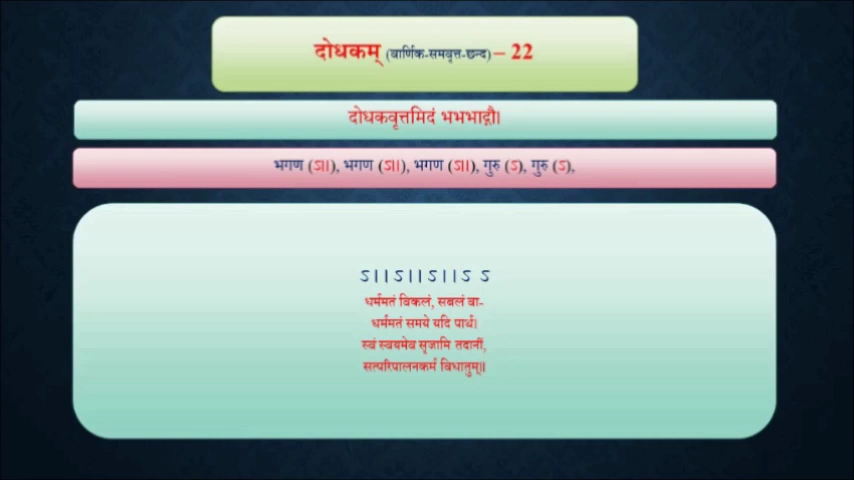 दोधकम् (वार्णिक-समवृत्त-छन्द) – 22
दोधकवृत्तमिदं भभभाद्गौ।
भगण (ऽ।।), भगण (ऽ।।), भगण (ऽ।।), गुरु (ऽ), गुरु (ऽ),
ऽ । । ऽ । । ऽ । । ऽ ऽ
धर्ममतं विकलं, सबलं वा-
धर्ममतं समये यदि पार्थ।
स्वं स्वयमेव सृजामि तदानीं,
सत्परिपालनकर्म विधातुम्॥